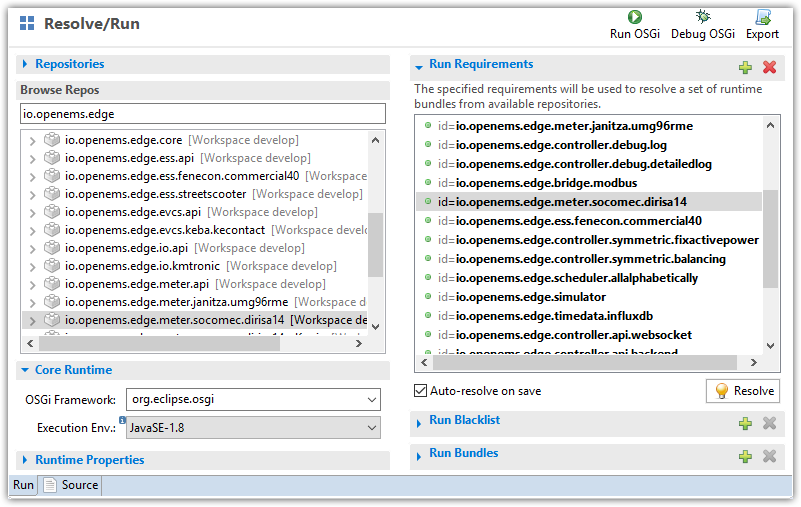 Resolve/Run
Run OSGi
Debug OSGi
Export
Repositories
Browse Repos
io.openems.edge
io.openems.edge.core [Workspace develop]
io.openems.edge.ess.api [Workspace develop]
io.openems.edge.ess.fenecon.commercial40 [Workspace
io.openems.edge.ess.streetscooter [Workspace develop]
io.openems.edge.evcs.api [Workspace develop]
io.openems.edge.evcs.keba.kecontact [Workspace devel
io.openems.edge.io.api [Workspace develop]
io.openems.edge.io.kmtronic [Workspace develop]
io.openems.edge.meter.api [Workspace develop]
io.openems.edge.meter.janitza.umg96rme [Workspace d
io.openems.edge.meter.socomec.dirisa14 [Workspace de
Core Runtime
OSGi Framework: org.eclipse.osgi
Execution Env.: JavaSE-1.8
Runtime Properties
Run Requirements
The specified requirements will be used to resolve a set of runtime
bundles from available repositories.
id=io.openems.edge.meter.janitza.umg96rme
id=io.openems.edge.controller.debug.log
id=io.openems.edge.controller.debug.detailedlog
id=io.openems.edge.bridge.modbus
id=io.openems.edge.meter.socomec.dirisa14
id=io.openems.edge.ess.fenecon.commercial40
id=io.openems.edge.controller.symmetric.fixactivepower
id=io.openems.edge.controller.symmetric.balancing
id=io.openems.edge.scheduler.allalphabetically
id=io.openems.edge.simulator
id=io.openems.edge.timedata.influxdb
id=io.openems.edge.controller.api.websocket
id=io.openems.edge.controller.api.backend
Auto-resolve on save
Resolve
Run Blacklist
Run Bundles
Run
Source